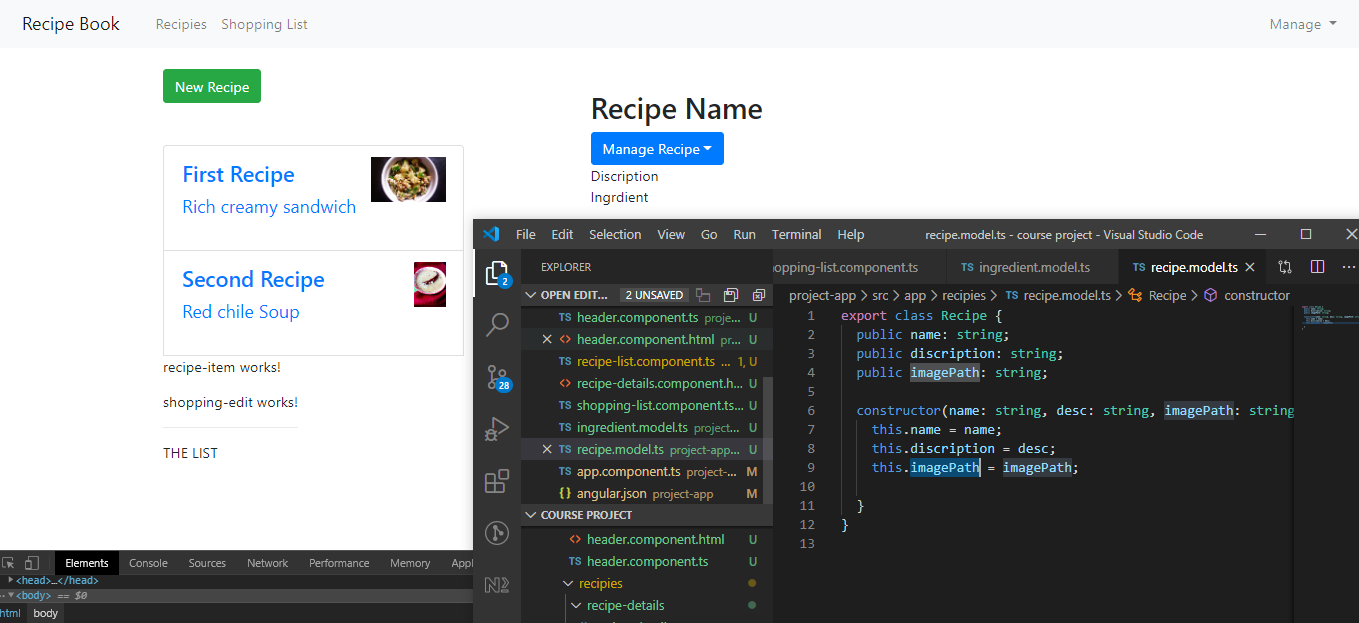 Recipe Book Recipies Shopping List Manage
New Recipe
First Recipe
Rich creamy sandwich
Second Recipe
Red chile Soup
recipe-item works!
shopping-edit works!
THE LIST
Recipe Name
Manage Recipe
Discription
Ingrdient
File Edit Selection View Go Run Terminal Help recipe.model.ts - course project - Visual Studio Code
2
28
EXPLORER
OPEN EDIT... 2 UNSAVED
TS header.component.ts proje... U
<> header.component.html pr... U
TS recipe-list.component.ts ... 1, U
<> recipe-details.component.h... U
TS shopping-list.component.ts... U
TS ingredient.model.ts project... U
TS recipe.model.ts project-app... U
TS app.component.ts project-... M
{} angular.json project-app M
COURSE PROJECT
<> header.component.html U
TS header.component.ts U
recipies
recipe-details
opping-list.component.ts TS ingredient.model.ts TS recipe.model.ts ...
project-app > src > app > recipies > TS recipe.model.ts > Recipe > constructor
1 export class Recipe {
2 public name: string;
3 public discription: string;
4 public imagePath: string;
5
6 constructor(name: string, desc: string, imagePath: string
7 this.name = name;
8 this.discription = desc;
9 this.imagePath = imagePath;
10
11 }
12 }
13
Elements Console Sources Network Performance Memory Appl
<head>…</head>
<body> == $0
html body